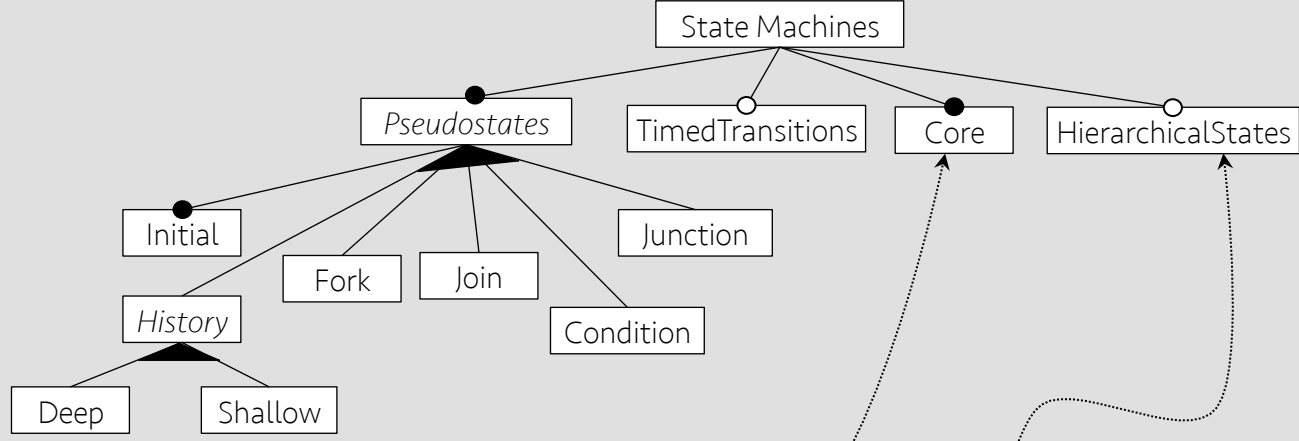 State Machines
Pseudostates
TimedTransitions
Core
HierarchicalStates
Initial
Junction
Fork
Join
History
Condition
Deep
Shallow